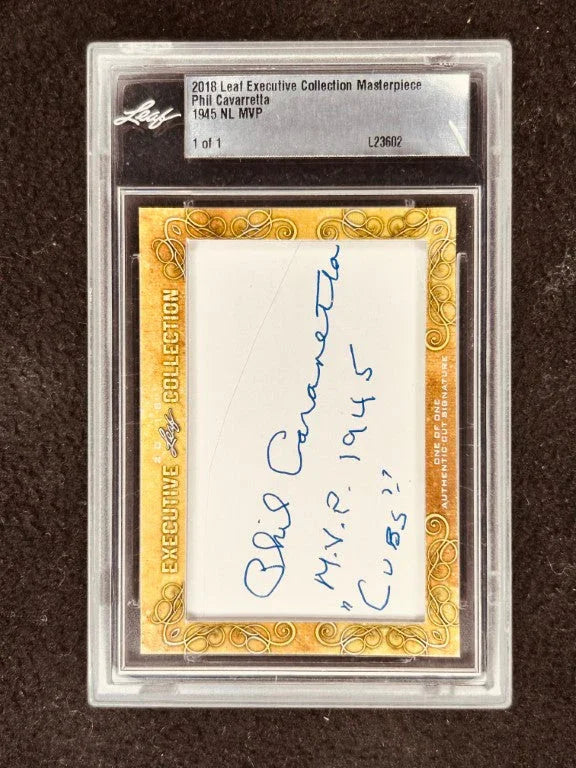 Leaf
2018 Leaf Executive Collection Masterpiece
Phil Cavarretta
1945 NL MVP
1 of 1 L23602
EXECUTIVE Leaf COLLECTION
2018
Phil Cavarretta
"M.V.P. 1945
CUBS"
ONE OF ONE
AUTHENTIC CUT SIGNATURE